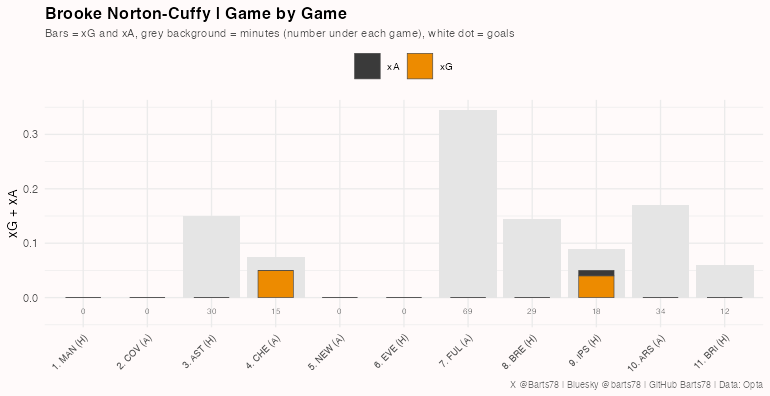 Brooke Norton-Cuffy | Game by Game
Bars = xG and xA, grey background = minutes (number under each game), white dot = goals
xA xG
xG + xA
0.3
0.2
0.1
0.0
0 0 30 15 0 0 69 29 18 34 12
1. MAN (H)
2. COV (A)
3. AST (H)
4. CHE (A)
5. NEW (A)
6. EVE (H)
7. FUL (A)
8. BRE (H)
9. IPS (H)
10. ARS (A)
11. BRI (H)
X @Barts78 | Bluesky @barts78 | GitHub Barts78 | Data: Opta